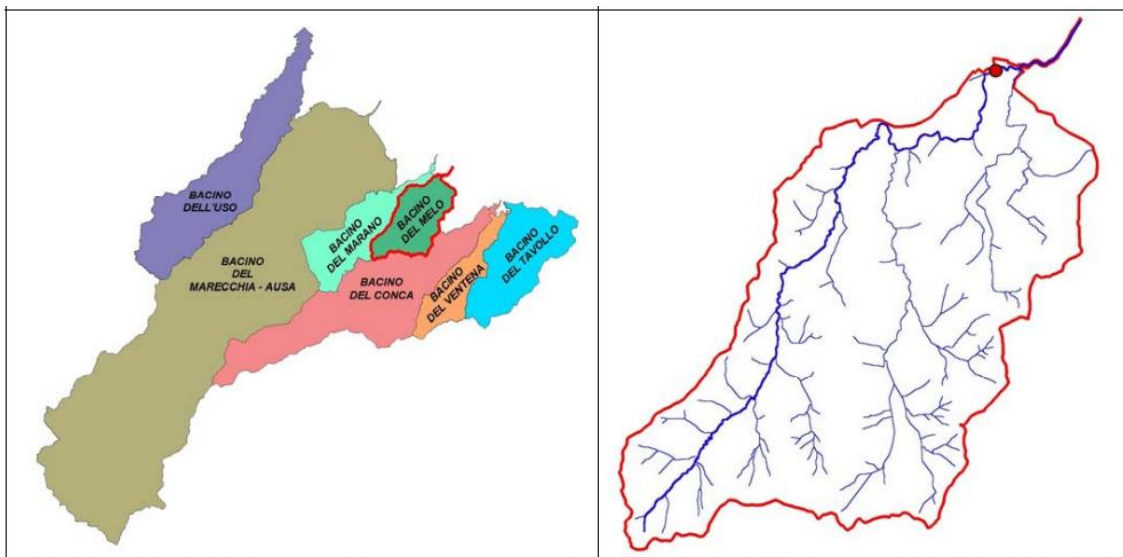 BACINO
DELL'USO
BACINO
DEL
MARECCHIA - AUSA
BACINO
DEL MARANO
BACINO
DEL MELO
BACINO
DEL CONCA
BACINO
DEL VENTENA
BACINO
DEL TAVOLLO